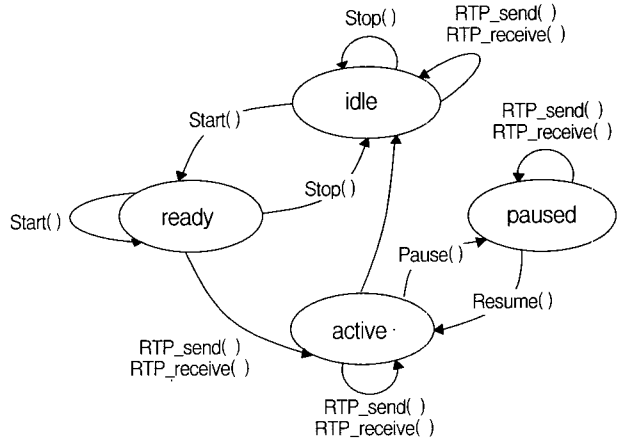 Stop()
RTP_send( )
RTP_receive( )
idle
Start()
RTP_send( )
RTP_receive( )
Stop()
Start()
ready
paused
Pause()
Resume()
active
RTP_send( )
RTP_receive( )
RTP_send( )
RTP_receive( )